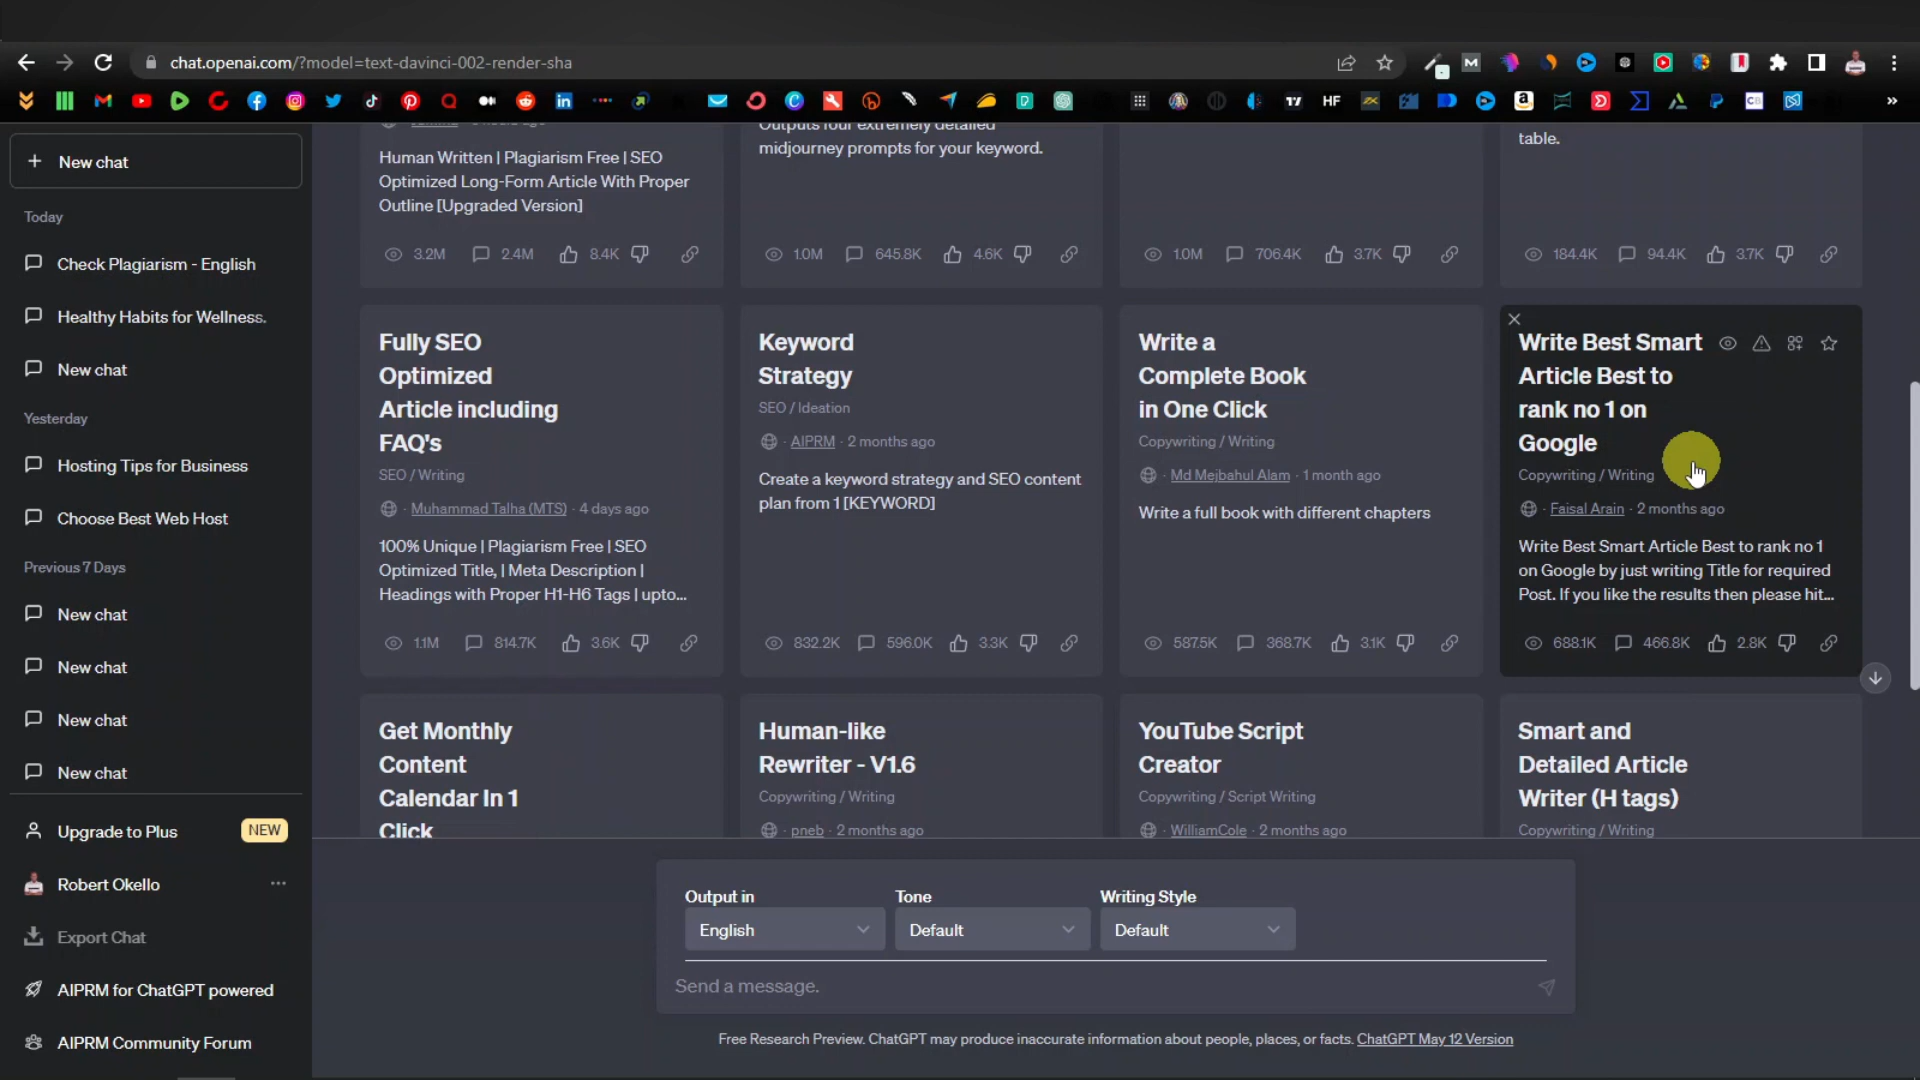 chat.openai.com/?model=text-davinci-002-render-sha
New chat
Today
Check Plagiarism - English
Healthy Habits for Wellness.
New chat
Yesterday
Hosting Tips for Business
Choose Best Web Host
Previous 7 Days
New chat
New chat
New chat
New chat
Upgrade to Plus NEW
Robert Okello
Export Chat
AIPRM for ChatGPT powered
AIPRM Community Forum
Human Written | Plagiarism Free | SEO
Optimized Long-Form Article With Proper
Outline [Upgraded Version]
3.2M 2.4M 8.4K
Outputs four extremely detailed
midjourney prompts for your keyword.
1.0M 645.8K 4.6K
1.0M 706.4K 3.7K
table.
184.4K 94.4K 3.7K
Fully SEO
Optimized
Article including
FAQ's
SEO / Writing
Muhammad Talha (MTS) · 4 days ago
100% Unique | Plagiarism Free | SEO
Optimized Title, | Meta Description |
Headings with Proper H1-H6 Tags | upto...
1.1M 814.7K 3.6K
Keyword
Strategy
SEO / Ideation
AIPRM · 2 months ago
Create a keyword strategy and SEO content
plan from 1 [KEYWORD]
832.2K 596.0K 3.3K
Write a
Complete Book
in One Click
Copywriting / Writing
Md Mejbahul Alam · 1 month ago
Write a full book with different chapters
587.5K 368.7K 3.1K
Write Best Smart
Article Best to
rank no 1 on
Google
Copywriting / Writing
Faisal Arain · 2 months ago
Write Best Smart Article Best to rank no 1
on Google by just writing Title for required
Post. If you like the results then please hit...
688.1K 466.8K 2.8K
Get Monthly
Content
Calendar In 1
Click
Human-like
Rewriter - V1.6
Copywriting / Writing
pneb · 2 months ago
YouTube Script
Creator
Copywriting / Script Writing
WilliamCole · 2 months ago
Smart and
Detailed Article
Writer (H tags)
Copywriting / Writing
Output in Tone Writing Style
English Default Default
Send a message.
Free Research Preview. ChatGPT may produce inaccurate information about people, places, or facts. ChatGPT May 12 Version